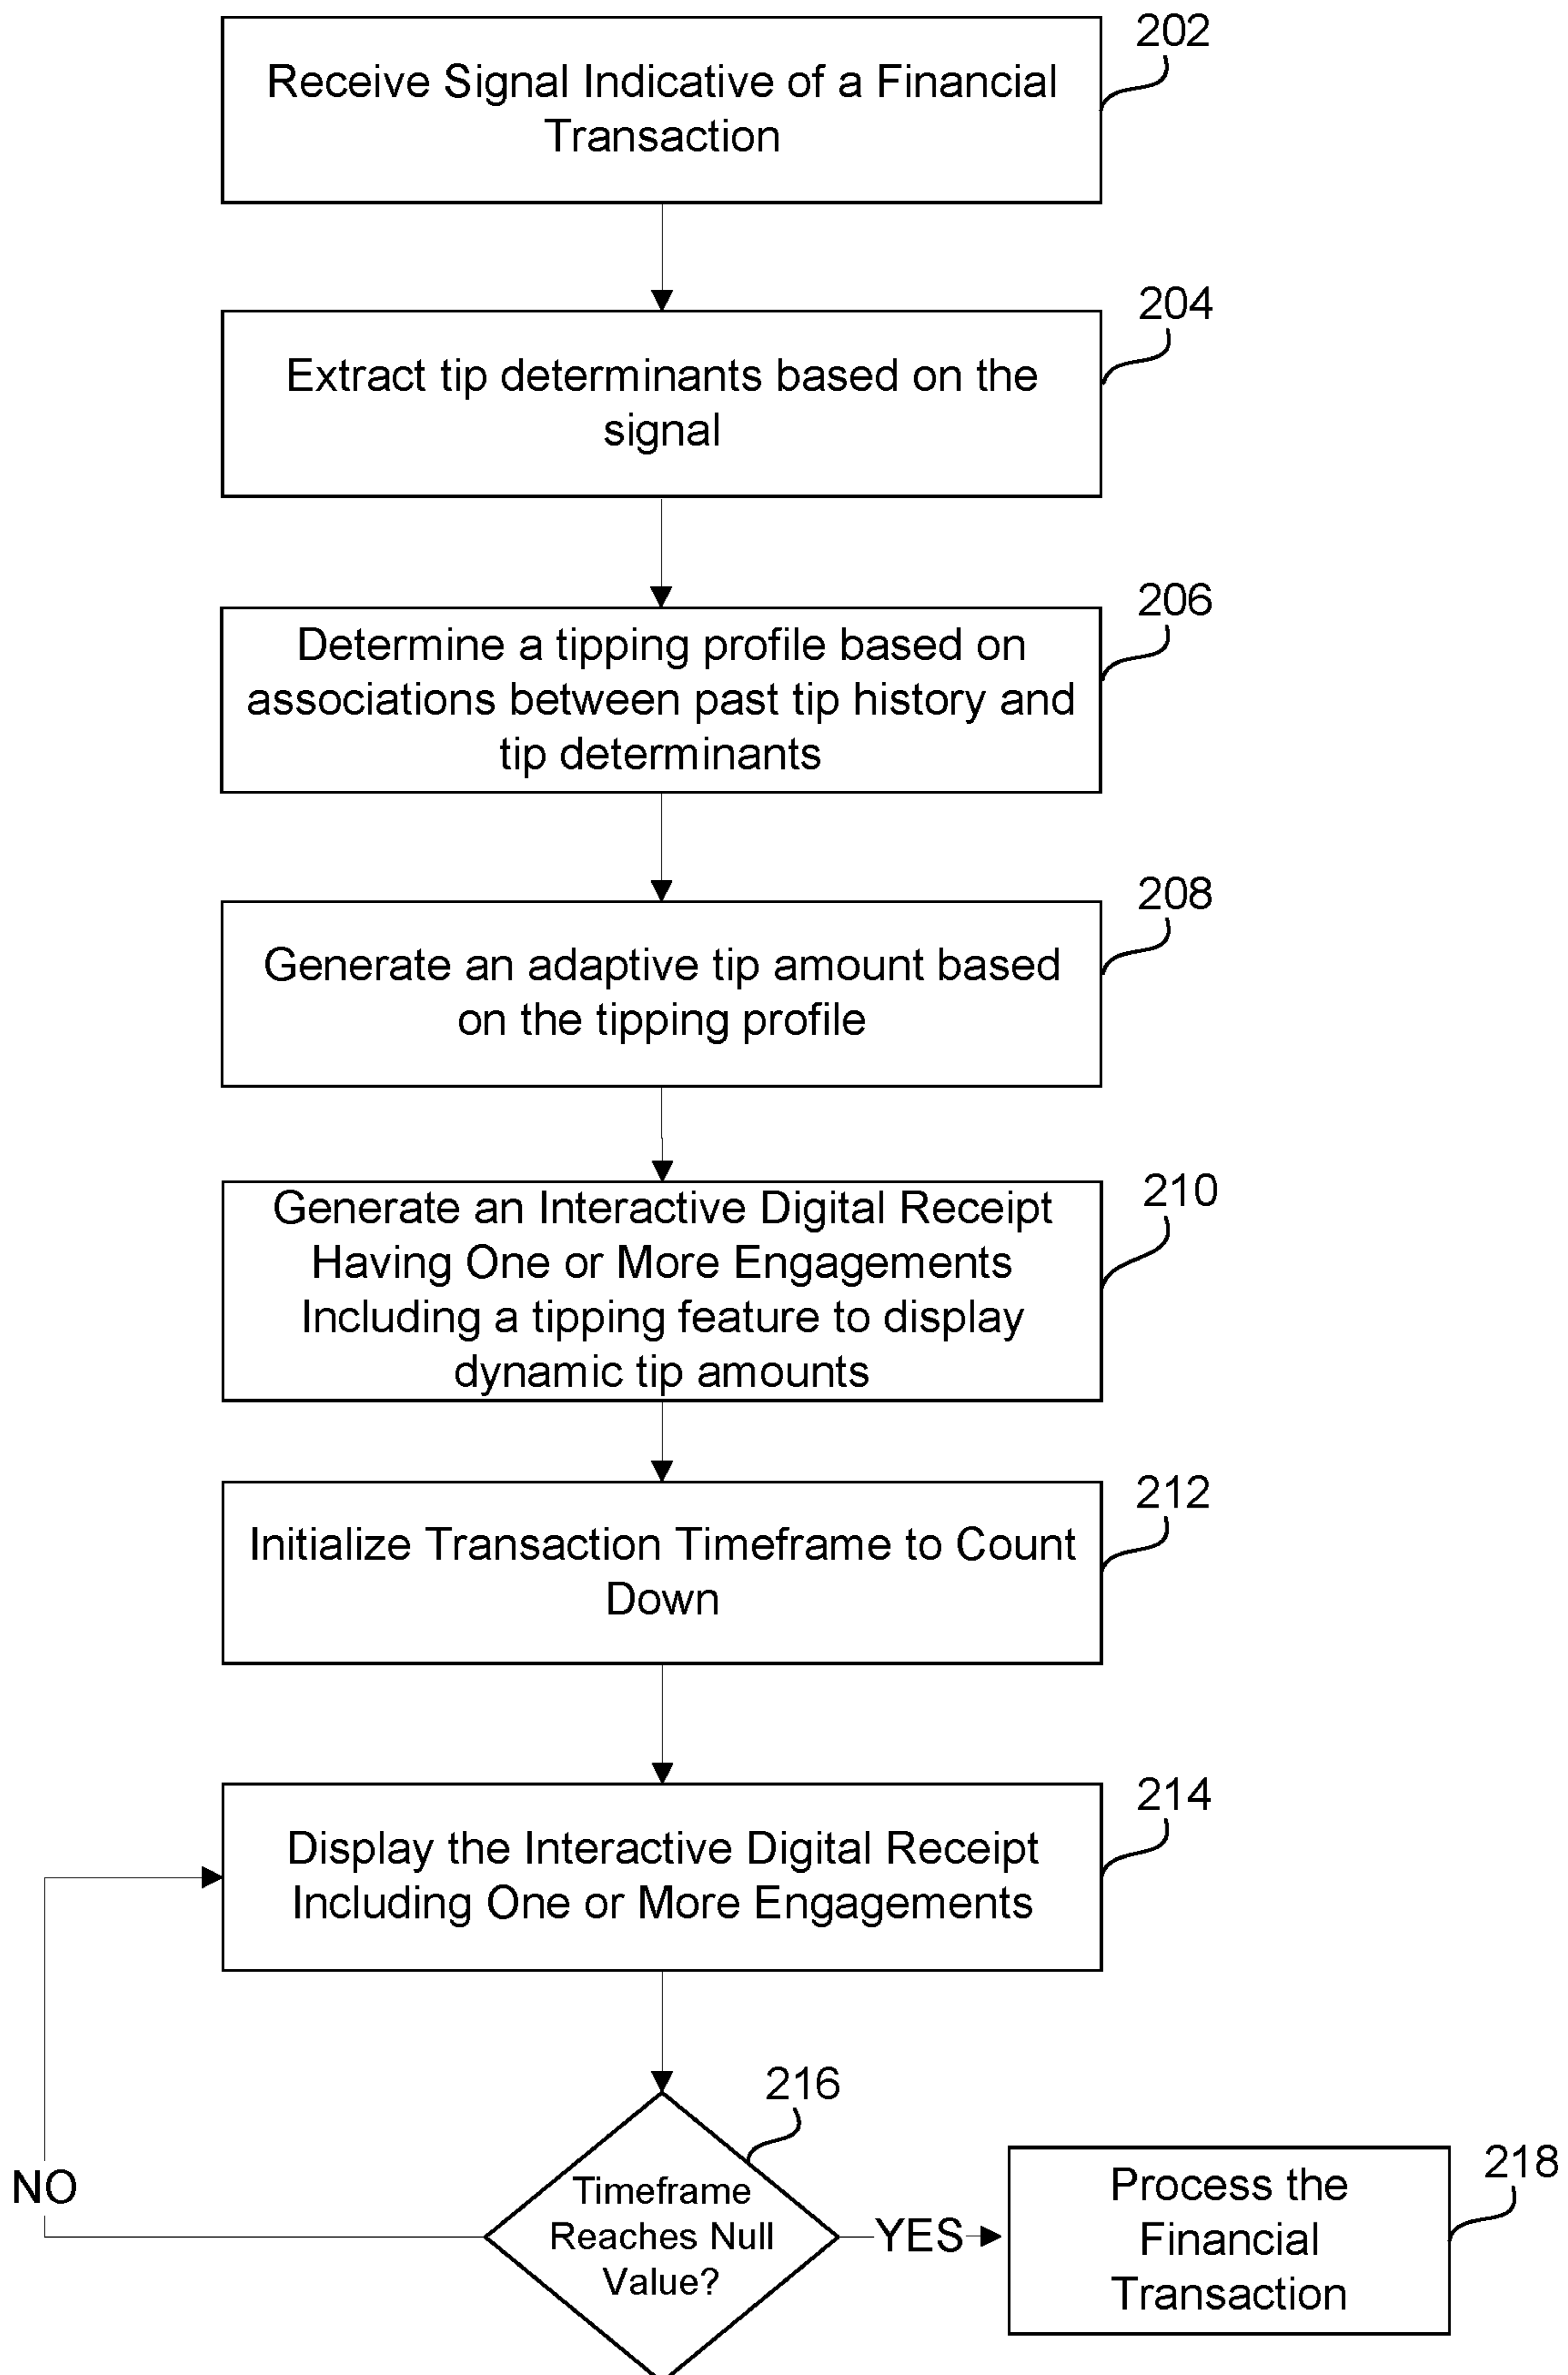 202
Receive Signal Indicative of a Financial
Transaction
204
Extract tip determinants based on the
signal
206
Determine a tipping profile based on
associations between past tip history and
tip determinants
208
Generate an adaptive tip amount based
on the tipping profile
210
Generate an Interactive Digital Receipt
Having One or More Engagements
Including a tipping feature to display
dynamic tip amounts
212
Initialize Transaction Timeframe to Count
Down
214
Display the Interactive Digital Receipt
Including One or More Engagements
216
Timeframe
Reaches Null
Value?
NO
YES
218
Process the
Financial
Transaction